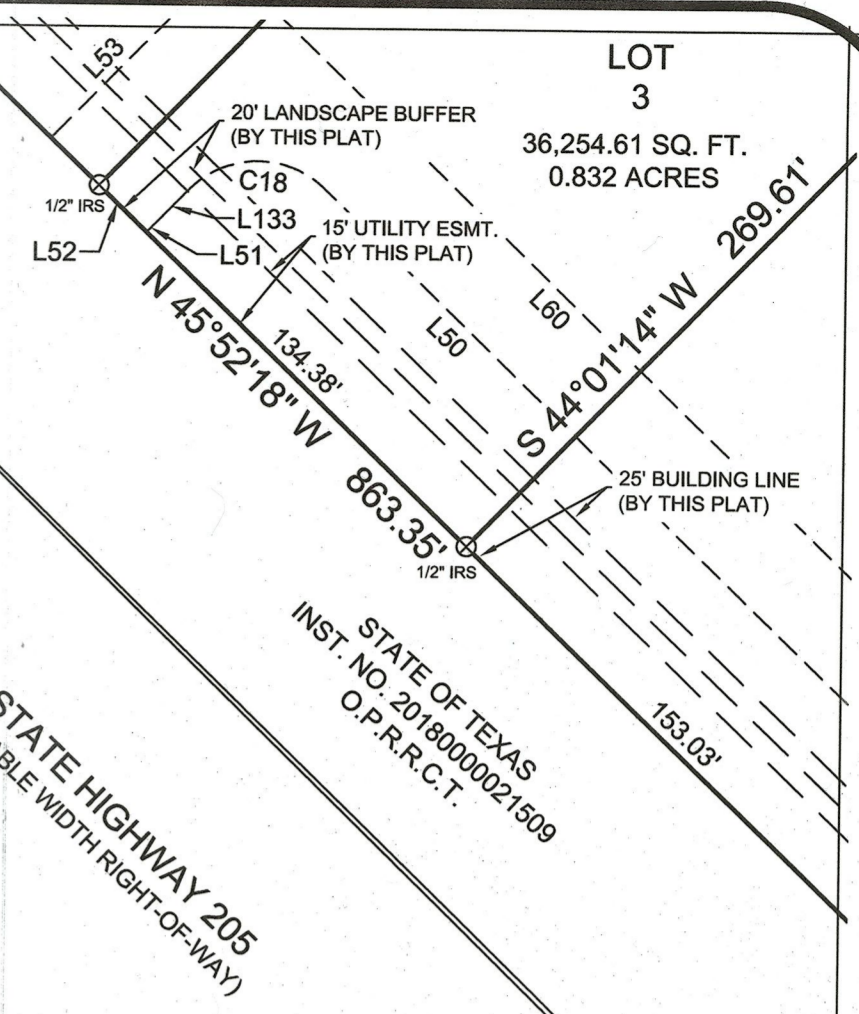 LOT
3
36,254.61 SQ. FT.
0.832 ACRES
L53
20' LANDSCAPE BUFFER
(BY THIS PLAT)
1/2" IRS
C18
L133
L52
L51
15' UTILITY ESMT.
(BY THIS PLAT)
L60
L50
S 44°01'14" W 269.61'
134.38'
N 45°52'18" W 863.35'
25' BUILDING LINE
(BY THIS PLAT)
1/2" IRS
STATE OF TEXAS
INST. NO. 20180000021509
O.P.R.R.C.T.
153.03'
STATE HIGHWAY 205
ABLE WIDTH RIGHT-OF-WAY)